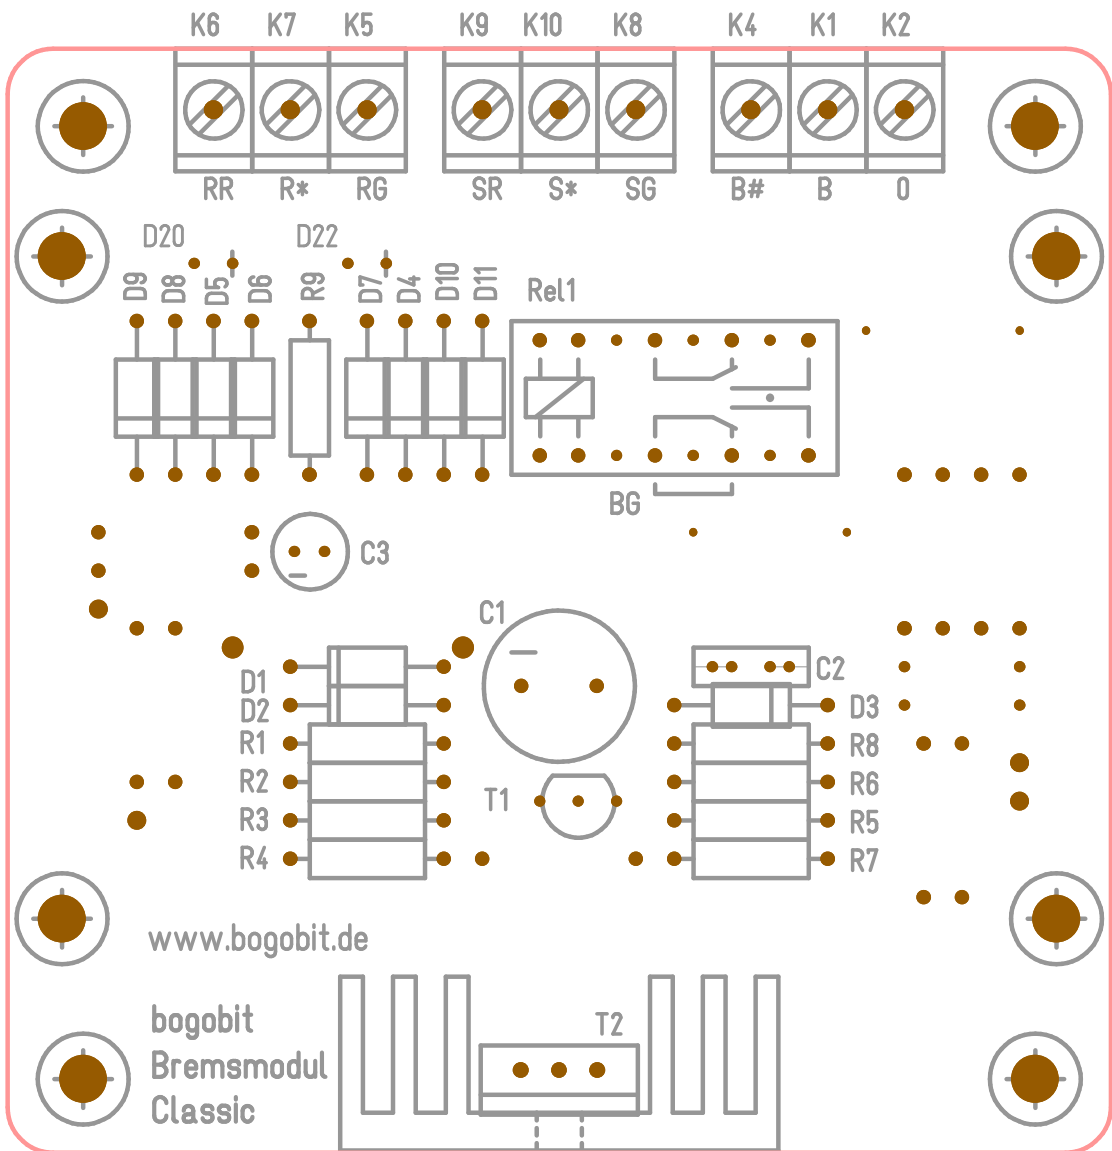 K6 K7 K5 K9 K10 K8 K4 K1 K2
RR R* RG SR S* SG B# B O
D20 D22
D9 D8 D5 D6 R9 D7 D4 D10 D11 Rel1
BG
C3
C1
D1 C2
D2 D3
R1 R8
R2 T1 R6
R3 R5
R4 R7
www.bogobit.de
bogobit T2
Bremsmodul
Classic